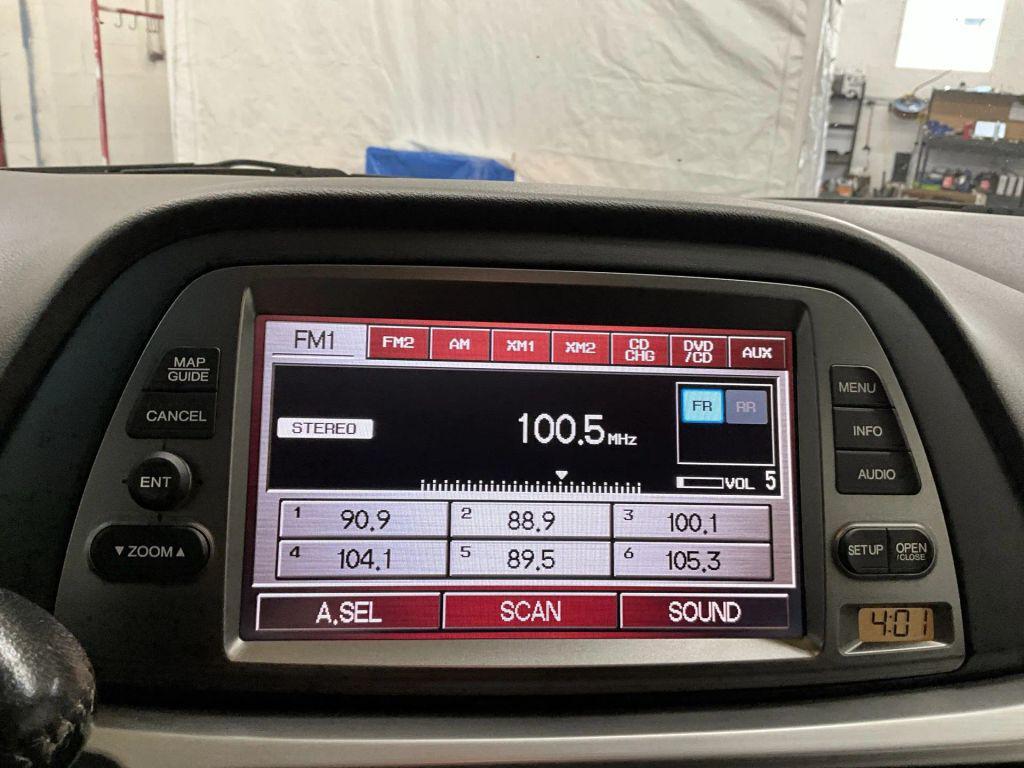 FM1 FM2 AM XM1 XM2 CD CHG DVD /CD AUX
MAP GUIDE
CANCEL
ENT
▼ZOOM▲
STEREO
100.5MHz
FR RR
VOL 5
1 90.9 2 88.9 3 100.1
4 104.1 5 89.5 6 105.3
A.SEL SCAN SOUND
MENU
INFO
AUDIO
SETUP OPEN /CLOSE
4:01